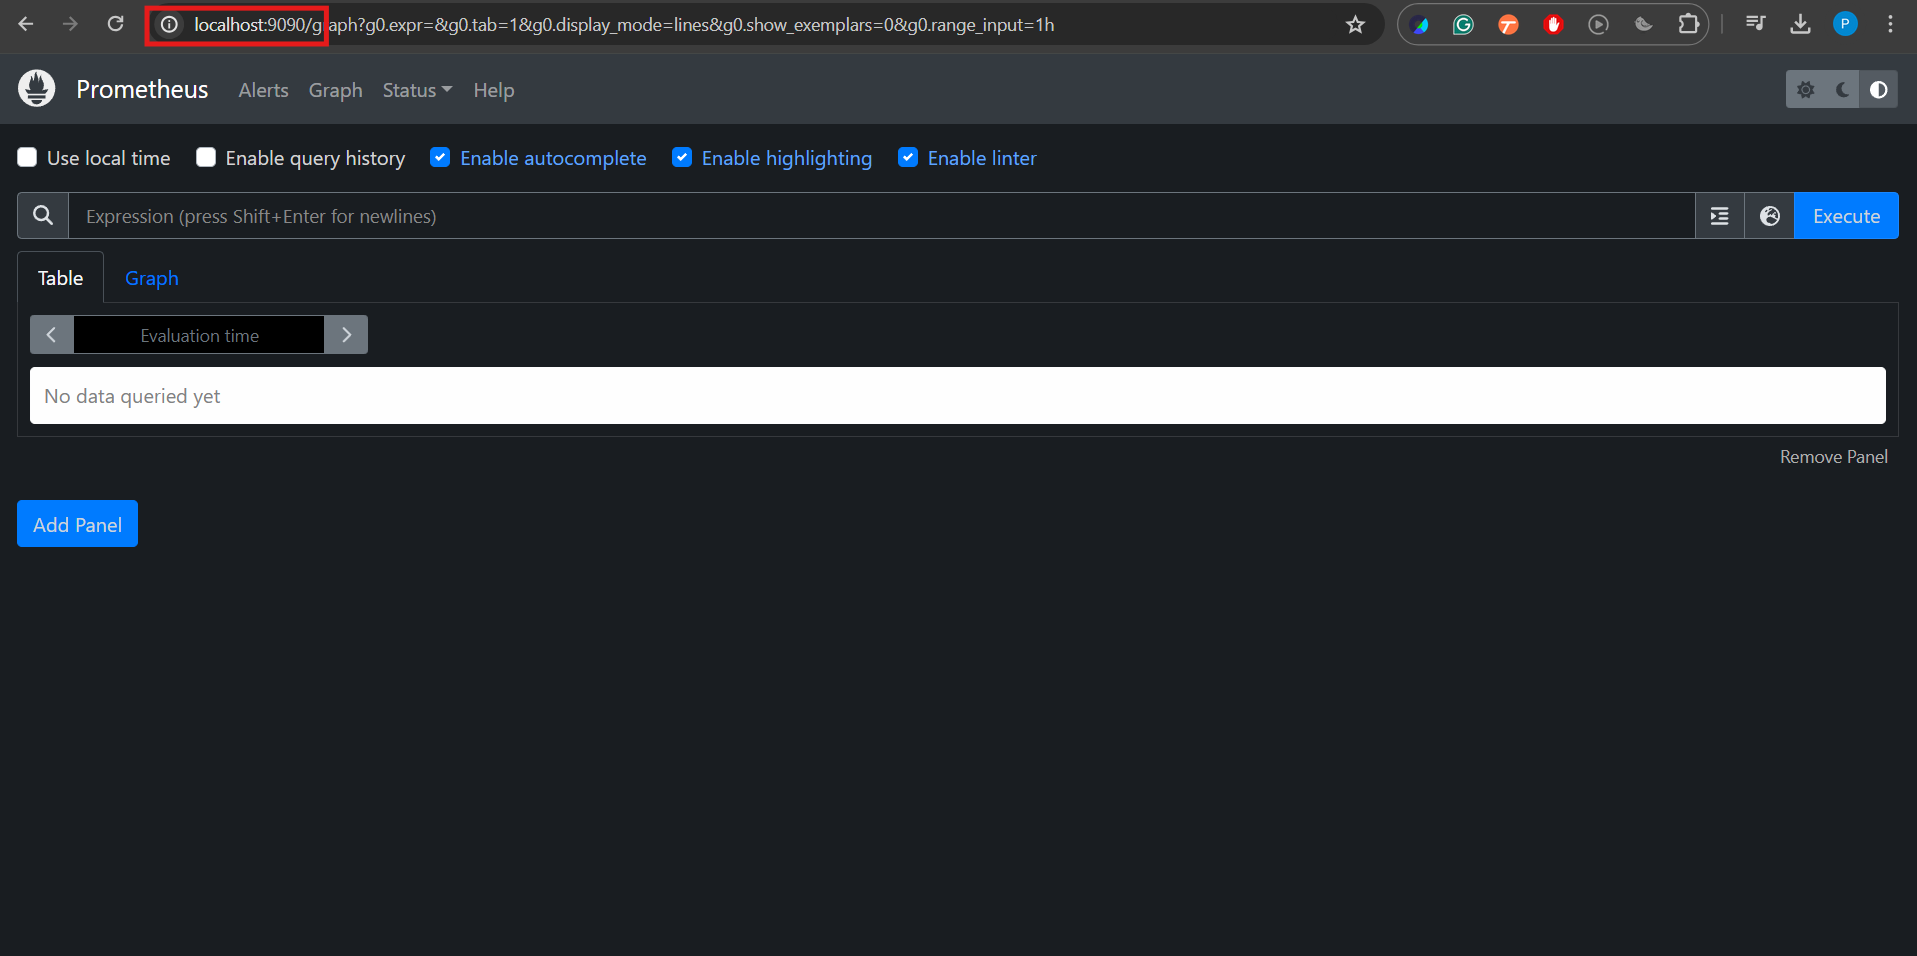 localhost:9090/graph?g0.expr=&g0.tab=1&g0.display_mode=lines&g0.show_exemplars=0&g0.range_input=1h
P
Prometheus Alerts Graph Status Help
Use local time Enable query history Enable autocomplete Enable highlighting Enable linter
Expression (press Shift+Enter for newlines) Execute
Table Graph
Evaluation time
No data queried yet
Remove Panel
Add Panel